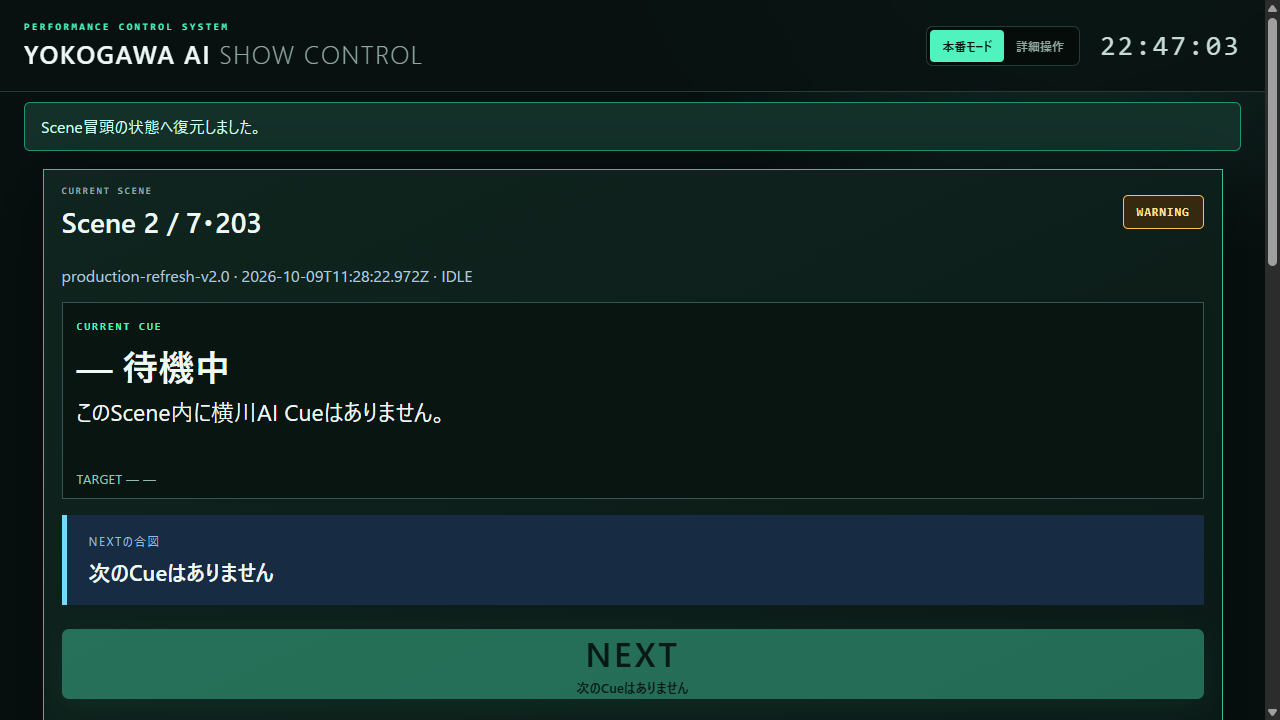 PERFORMANCE CONTROL SYSTEM
YOKOGAWA AI SHOW CONTROL
本番モード 詳細操作 22:47:03
Scene冒頭の状態へ復元しました。
CURRENT SCENE
Scene 2 / 7・203
WARNING
production-refresh-v2.0 · 2026-10-09T11:28:22.972Z · IDLE
CURRENT CUE
— 待機中
このScene内に横川AI Cueはありません。
TARGET — —
NEXTの合図
次のCueはありません
NEXT
次のCueはありません